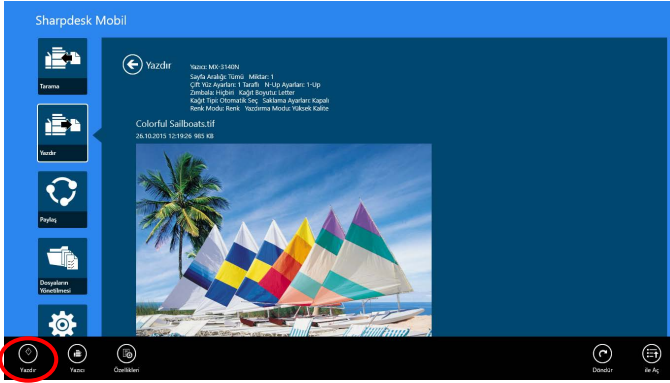 Sharpdesk Mobil
Tarama
Yazdır
Paylaş
Dosyaların
Yönetilmesi
Yazdır
Yazıcı: MX-3140N
Sayfa Aralığı: Tümü Miktar: 1
Çift Yüz Ayarları: 1 Taraflı N-Up Ayarları: 1-Up
Zımbala: Hiçbiri Kağıt Boyutu: Letter
Kağıt Tipi: Otomatik Seç Saklama Ayarları: Kapalı
Renk Modu: Renk Yazdırma Modu: Yüksek Kalite
Colorful Sailboats.tif
26.10.2015 12:19:26 985 KB
Yazdır
Yazıcı
Özellikleri
Döndür
ile Aç